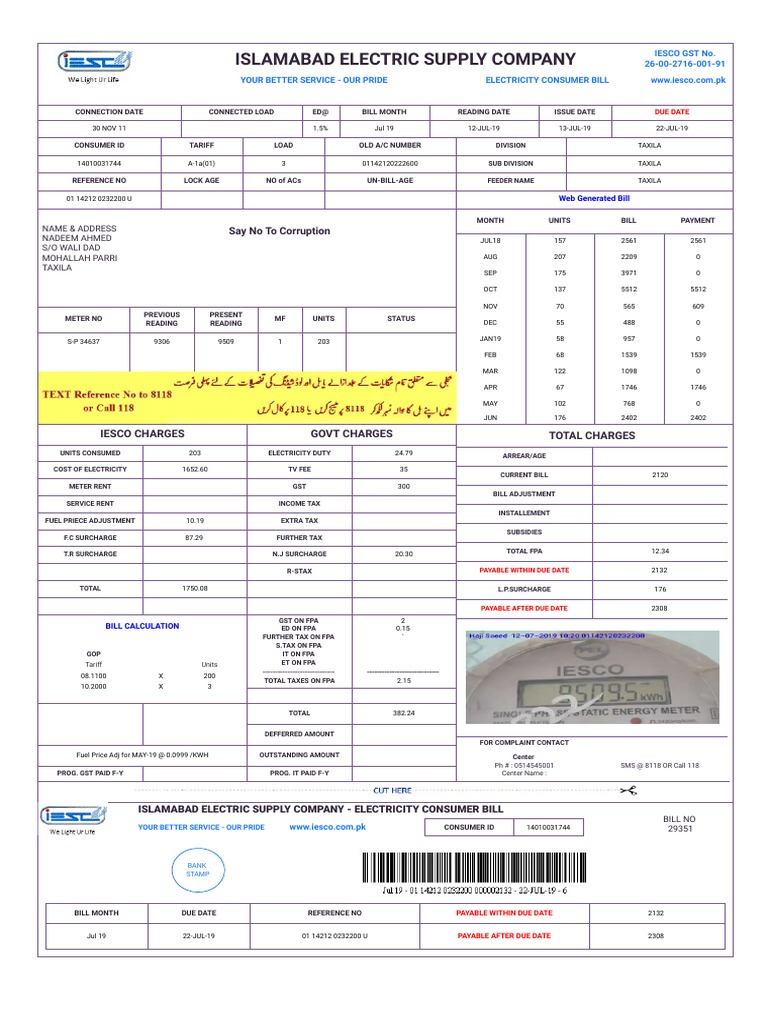 iesco
We Light Ur Life
ISLAMABAD ELECTRIC SUPPLY COMPANY
YOUR BETTER SERVICE - OUR PRIDE ELECTRICITY CONSUMER BILL
IESCO GST No.
26-00-2716-001-91
www.iesco.com.pk
CONNECTION DATE CONNECTED LOAD ED@ BILL MONTH READING DATE ISSUE DATE DUE DATE
30 NOV 11 1.5% Jul 19 12-JUL-19 13-JUL-19 22-JUL-19
CONSUMER ID TARIFF LOAD OLD A/C NUMBER DIVISION TAXILA
14010031744 A-1a(01) 3 01142120222600 SUB DIVISION TAXILA
REFERENCE NO LOCK AGE NO of ACs UN-BILL-AGE FEEDER NAME TAXILA
01 14212 0232200 U Web Generated Bill
NAME & ADDRESS
NADEEM AHMED
S/O WALI DAD
MOHALLAH PARRI
TAXILA
Say No To Corruption
MONTH UNITS BILL PAYMENT
JUL18 157 2561 2561
AUG 207 2209 0
SEP 175 3971 0
OCT 137 5512 5512
NOV 70 565 609
DEC 55 488 0
JAN19 58 957 0
FEB 68 1539 1539
MAR 122 1098 0
APR 67 1746 1746
MAY 102 768 0
JUN 176 2402 2402
METER NO PREVIOUS READING PRESENT READING MF UNITS STATUS
S-P 34637 9306 9509 1 203
بجلی سے متعلق تمام شکایات کے جلد ازالے یا بل اور لوڈشیڈنگ کی تفصیلات کے لئے پہلی فرصت
میں اپنے بل کا حوالہ نمبر لکھ کر 8118 پر میسج کریں یا 118 پر کال کریں
TEXT Reference No to 8118
or Call 118
IESCO CHARGES GOVT CHARGES TOTAL CHARGES
UNITS CONSUMED 203 ELECTRICITY DUTY 24.79
COST OF ELECTRICITY 1652.60 TV FEE 35
METER RENT GST 300
SERVICE RENT INCOME TAX
FUEL PRIECE ADJUSTMENT 10.19 EXTRA TAX
F.C SURCHARGE 87.29 FURTHER TAX
T.R SURCHARGE N.J SURCHARGE 20.30
R-STAX
TOTAL 1750.08
ARREAR/AGE
CURRENT BILL 2120
BILL ADJUSTMENT
INSTALLEMENT
SUBSIDIES
TOTAL FPA 12.34
PAYABLE WITHIN DUE DATE 2132
L.P.SURCHARGE 176
PAYABLE AFTER DUE DATE 2308
BILL CALCULATION
GOP
Tariff Units
08.1100 X 200
10.2000 X 3
GST ON FPA 2
ED ON FPA 0.15
FURTHER TAX ON FPA
S.TAX ON FPA
IT ON FPA
ET ON FPA
TOTAL TAXES ON FPA 2.15
TOTAL 382.24
DEFFERRED AMOUNT
Fuel Price Adj for MAY-19 @ 0.0999 /KWH OUTSTANDING AMOUNT
PROG. GST PAID F-Y PROG. IT PAID F-Y
Haji Saeed 12-07-2019 10:20 01142120232200
PEL
IESCO
9509.5 kWh
SINGLE PHASE STATIC ENERGY METER
FOR COMPLAINT CONTACT
Center
Ph # : 0514545001 SMS @ 8118 OR Call 118
Center Name :
CUT HERE
iesco
We Light Ur Life
ISLAMABAD ELECTRIC SUPPLY COMPANY - ELECTRICITY CONSUMER BILL
YOUR BETTER SERVICE - OUR PRIDE www.iesco.com.pk CONSUMER ID 14010031744
BILL NO
29351
BANK
STAMP
Jul 19 - 01 14212 0232200 000002132 - 22-JUL-19 - 6
BILL MONTH DUE DATE REFERENCE NO PAYABLE WITHIN DUE DATE 2132
Jul 19 22-JUL-19 01 14212 0232200 U PAYABLE AFTER DUE DATE 2308